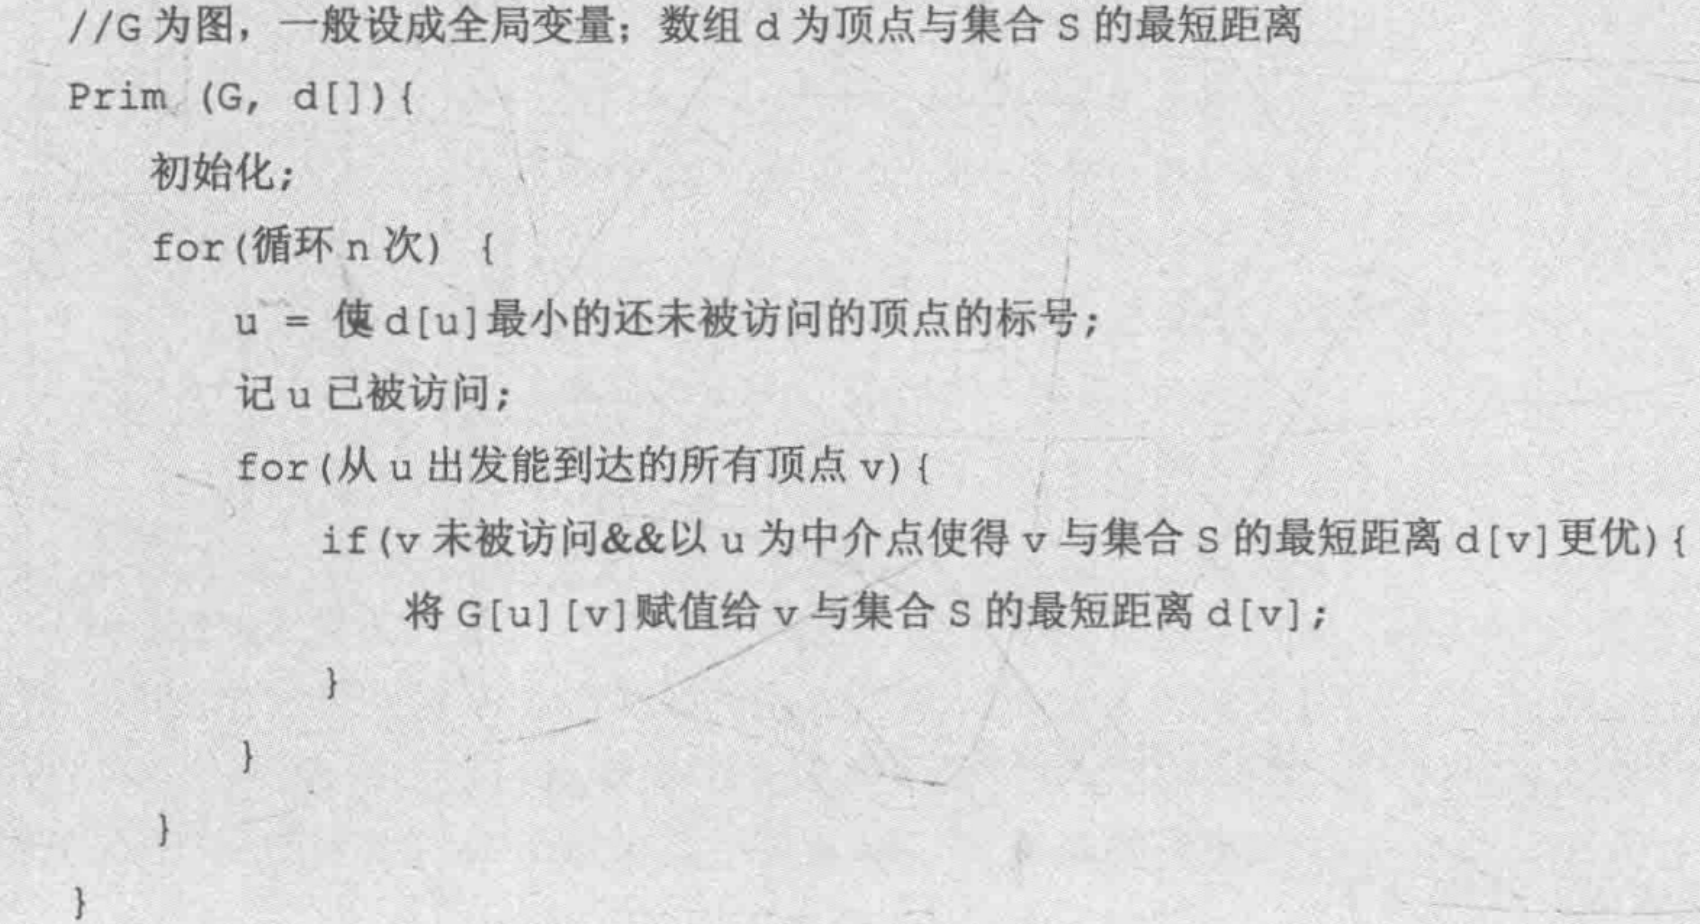 //G 为图，一般设成全局变量；数组 d 为顶点与集合 S 的最短距离
Prim (G, d[]){
初始化;
for(循环 n 次) {
u = 使 d[u]最小的还未被访问的顶点的标号;
记 u 已被访问;
for(从 u 出发能到达的所有顶点 v){
if(v 未被访问&&以 u 为中介点使得 v 与集合 S 的最短距离 d[v]更优){
将 G[u][v]赋值给 v 与集合 S 的最短距离 d[v];
}
}
}
}